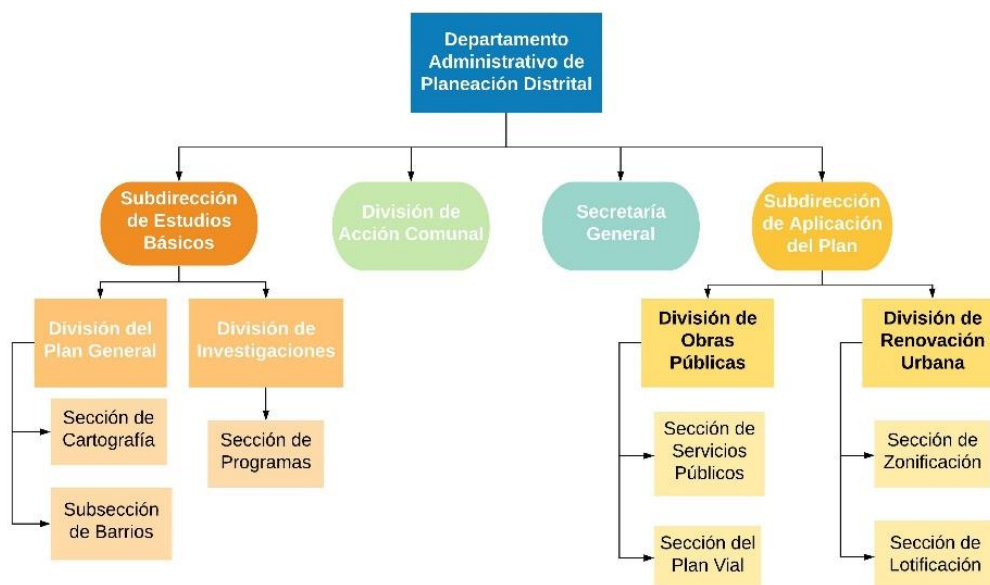 Departamento
Administrativo de
Planeación Distrital
Subdirección
de Estudios
Básicos
División de
Acción Comunal
Secretaría
General
Subdirección
de Aplicación
del Plan
División del
Plan General
División de
Investigaciones
División de
Obras
Públicas
División de
Renovación
Urbana
Sección de
Cartografía
Sección de
Programas
Sección de
Servicios
Públicos
Sección de
Zonificación
Subsección
de Barrios
Sección del
Plan Vial
Sección de
Lotificación